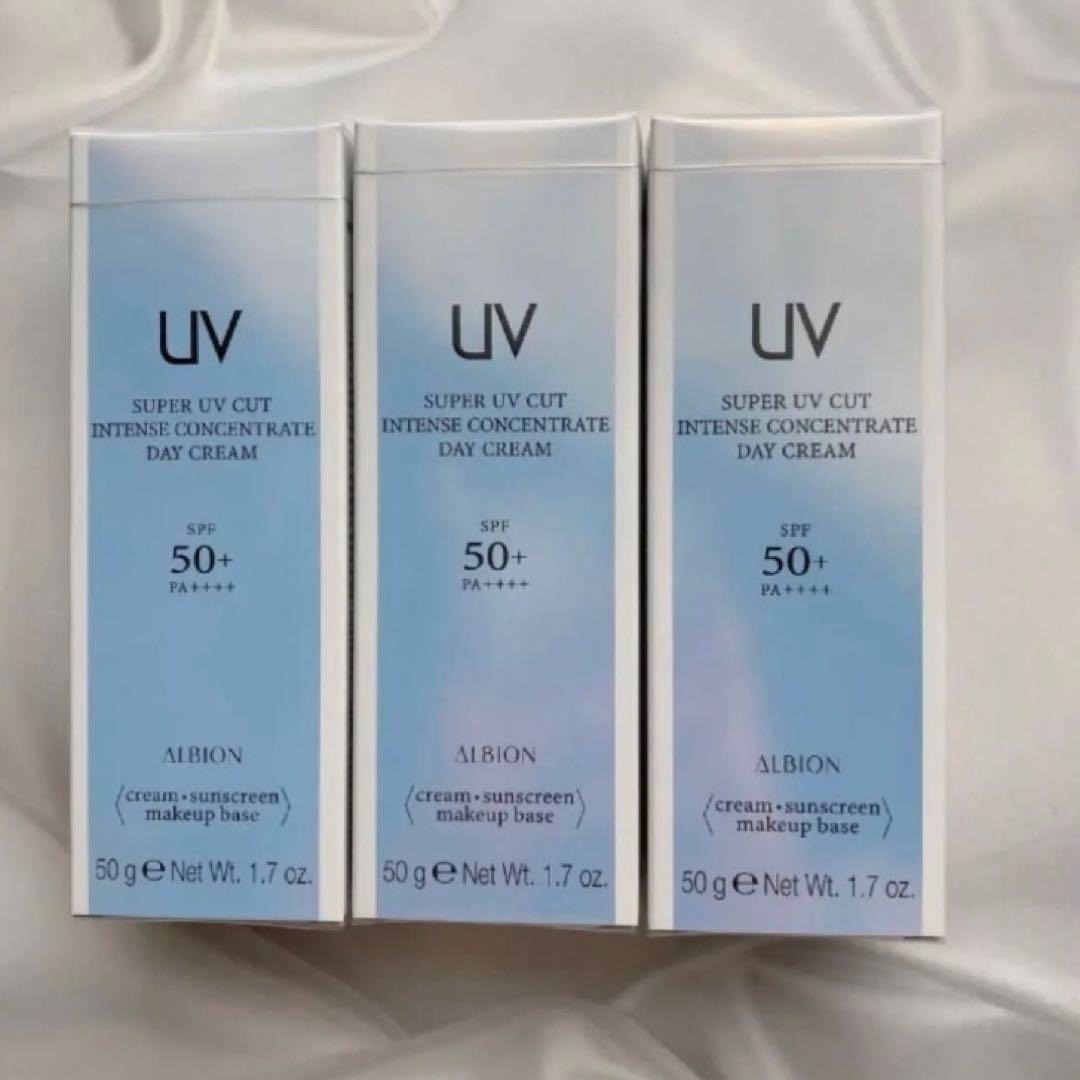 UV
SUPER UV CUT
INTENSE CONCENTRATE
DAY CREAM
SPF
50+
PA++++
ALBION
〈cream・sunscreen〉
makeup base
50 g ℮ Net Wt. 1.7 oz.
UV
SUPER UV CUT
INTENSE CONCENTRATE
DAY CREAM
SPF
50+
PA++++
ALBION
〈cream・sunscreen〉
makeup base
50 g ℮ Net Wt. 1.7 oz.
UV
SUPER UV CUT
INTENSE CONCENTRATE
DAY CREAM
SPF
50+
PA++++
ALBION
〈cream・sunscreen〉
makeup base
50 g ℮ Net Wt. 1.7 oz.